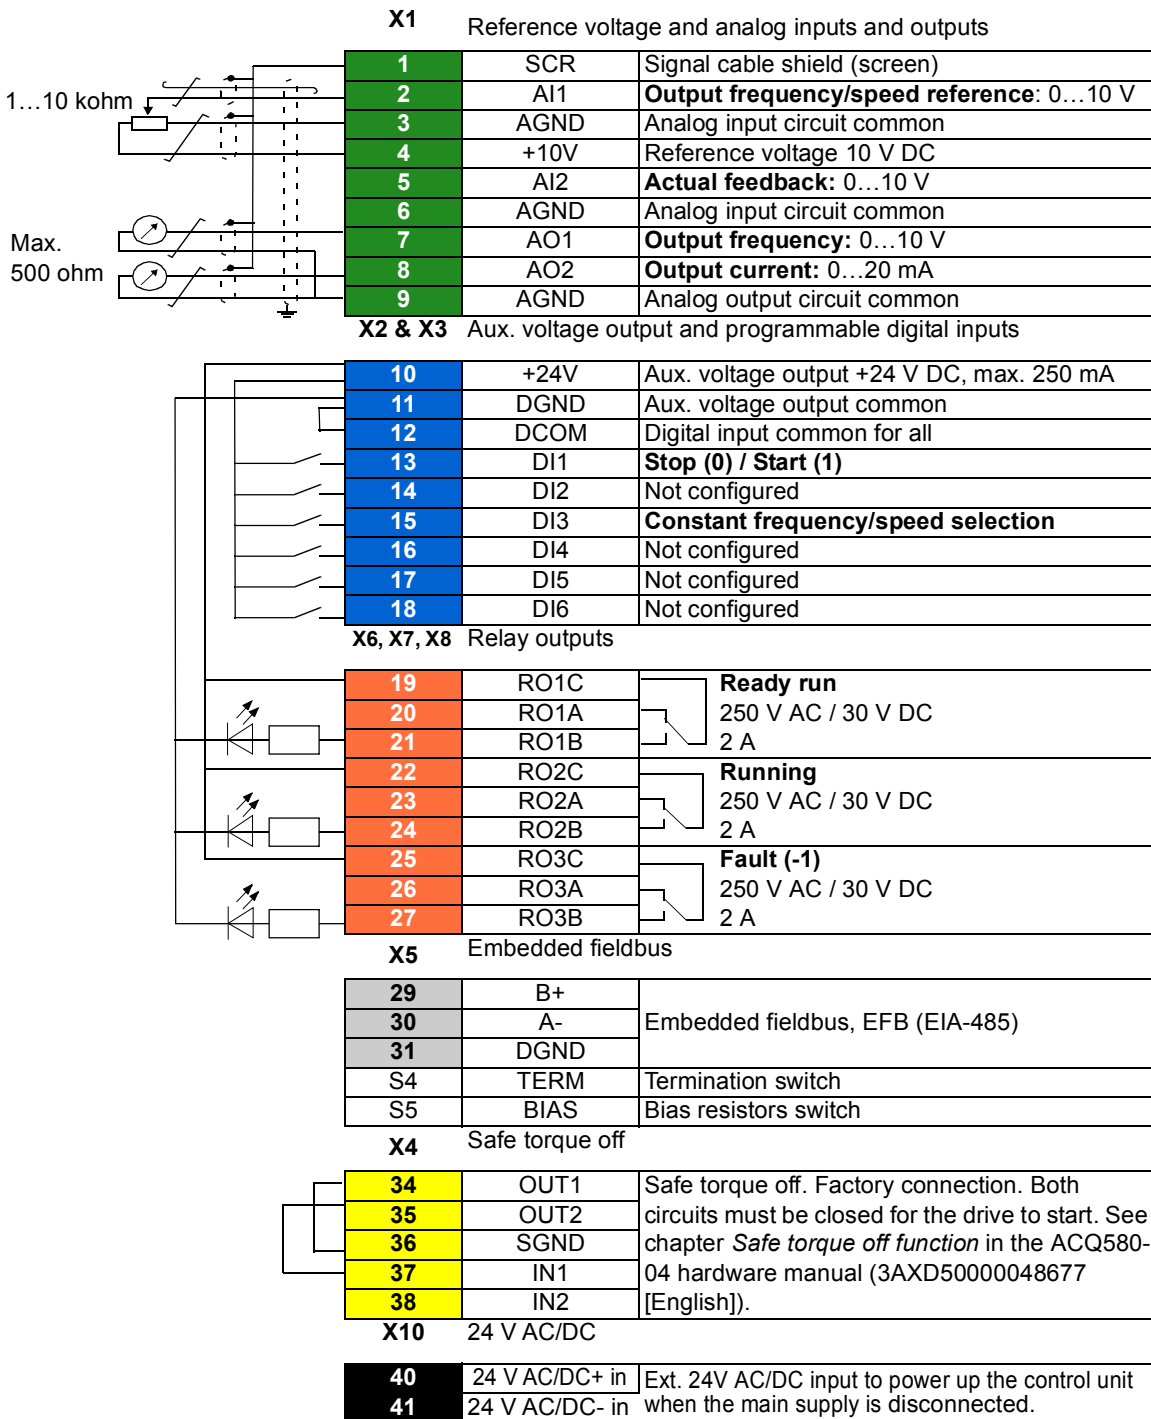 X1 Reference voltage and analog inputs and outputs
1 SCR Signal cable shield (screen)
1…10 kohm 2 AI1 Output frequency/speed reference: 0…10 V
3 AGND Analog input circuit common
4 +10V Reference voltage 10 V DC
5 AI2 Actual feedback: 0…10 V
6 AGND Analog input circuit common
Max. 7 AO1 Output frequency: 0…10 V
500 ohm 8 AO2 Output current: 0…20 mA
9 AGND Analog output circuit common
X2 & X3 Aux. voltage output and programmable digital inputs
10 +24V Aux. voltage output +24 V DC, max. 250 mA
11 DGND Aux. voltage output common
12 DCOM Digital input common for all
13 DI1 Stop (0) / Start (1)
14 DI2 Not configured
15 DI3 Constant frequency/speed selection
16 DI4 Not configured
17 DI5 Not configured
18 DI6 Not configured
X6, X7, X8 Relay outputs
19 RO1C Ready run
20 RO1A 250 V AC / 30 V DC
21 RO1B 2 A
22 RO2C Running
23 RO2A 250 V AC / 30 V DC
24 RO2B 2 A
25 RO3C Fault (-1)
26 RO3A 250 V AC / 30 V DC
27 RO3B 2 A
X5 Embedded fieldbus
29 B+
30 A- Embedded fieldbus, EFB (EIA-485)
31 DGND
S4 TERM Termination switch
S5 BIAS Bias resistors switch
X4 Safe torque off
34 OUT1 Safe torque off. Factory connection. Both
35 OUT2 circuits must be closed for the drive to start. See
36 SGND chapter Safe torque off function in the ACQ580-
37 IN1 04 hardware manual (3AXD50000048677
38 IN2 [English]).
X10 24 V AC/DC
40 24 V AC/DC+ in Ext. 24V AC/DC input to power up the control unit
41 24 V AC/DC- in when the main supply is disconnected.